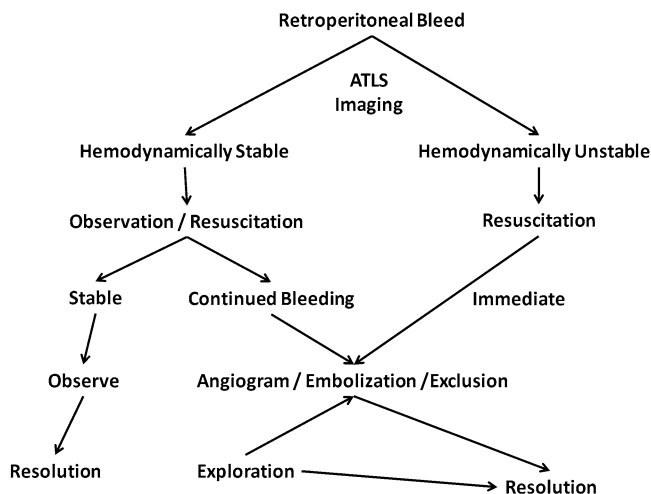 Retroperitoneal Bleed
ATLS
Imaging
Hemodynamically Stable
Hemodynamically Unstable
Observation / Resuscitation
Resuscitation
Stable
Continued Bleeding
Immediate
Observe
Angiogram / Embolization /Exclusion
Resolution
Exploration
Resolution